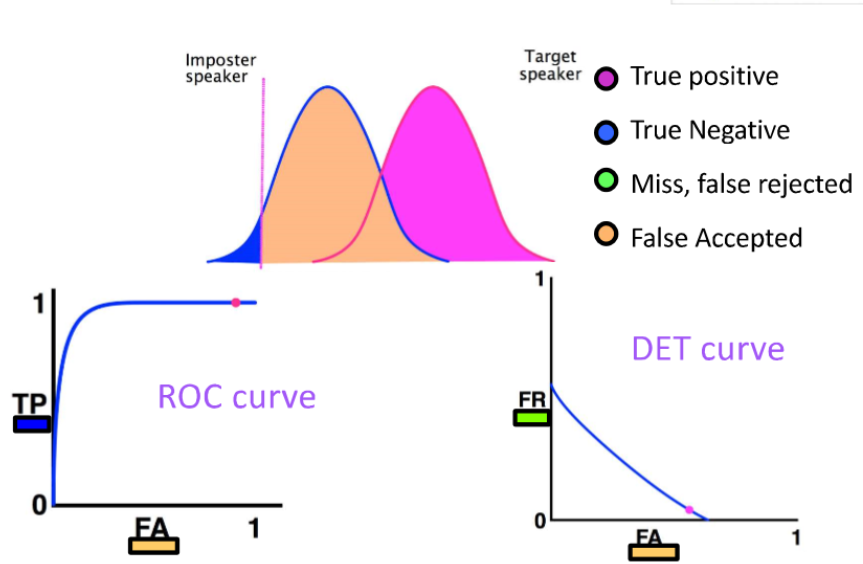 Imposter
speaker
Target
speaker
True positive
True Negative
Miss, false rejected
False Accepted
1
TP
ROC curve
0
FA
1
1
DET curve
FR
0
FA
1